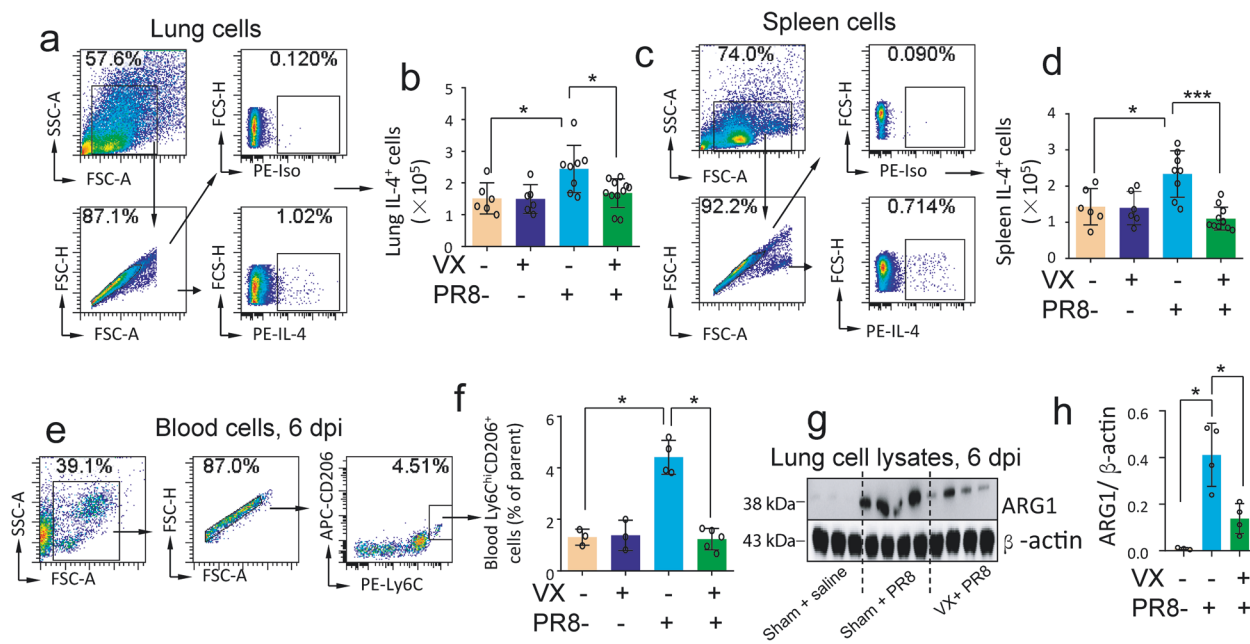 a
Lung cells
57.6%
SSC-A
FSC-A
0.120%
FCS-H
PE-Iso
87.1%
FSC-H
FSC-A
1.02%
FCS-H
PE-IL-4
b
Lung IL-4⁺ cells
(× 10⁵)
5
4
3
2
1
0
*
*
VX - + - +
PR8- - + +
c
Spleen cells
74.0%
SSC-A
FSC-A
0.090%
FCS-H
PE-Iso
92.2%
FSC-H
FSC-A
0.714%
FCS-H
PE-IL-4
d
Spleen IL-4⁺ cells
(× 10⁵)
5
4
3
2
1
0
*
***
VX - + - +
PR8- - + +
e
Blood cells, 6 dpi
39.1%
SSC-A
FSC-A
87.0%
FSC-H
FSC-A
4.51%
APC-CD206
PE-Ly6C
f
Blood Ly6CʰⁱCD206⁺
cells (% of parent)
6
4
2
0
*
*
VX - + - +
PR8- - + +
g
Lung cell lysates, 6 dpi
38 kDa
ARG1
43 kDa
β -actin
Sham + saline
Sham + PR8
VX+ PR8
h
ARG1/ β-actin
0.6
0.4
0.2
0.0
*
*
VX - - +
PR8- + +